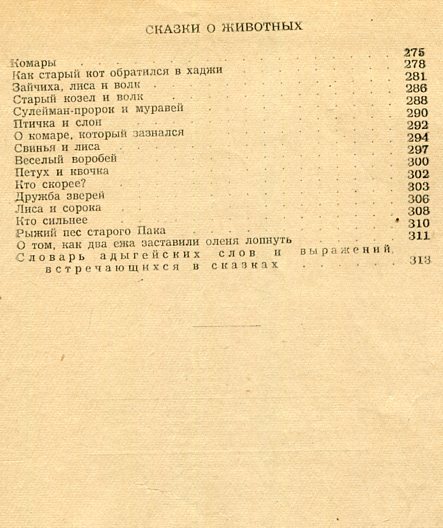 СКАЗКИ О ЖИВОТНЫХ
Комары . . . . . . . . . . 275
Как старый кот обратился в хаджи . . . . . . 278
Зайчиха, лиса и волк . . . . . . . . 281
Старый козел и волк . . . . . . . . 286
Сулейман-пророк и муравей . . . . . . . 288
Птичка и слон . . . . . . . . . 290
О комаре, который зазнался . . . . . . . 292
Свинья и лиса . . . . . . . . . 294
Веселый воробей . . . . . . . . . 297
Петух и квочка . . . . . . . . . 300
Кто скорее? . . . . . . . . . 302
Дружба зверей . . . . . . . . . 303
Лиса и сорока . . . . . . . . . 306
Кто сильнее . . . . . . . . . 308
Рыжий пес старого Пака . . . . . . . 310
О том, как два ежа заставили оленя лопнуть . . . . 311
Словарь адыгейских слов и выражений,
встречающихся в сказках . . . . . 313